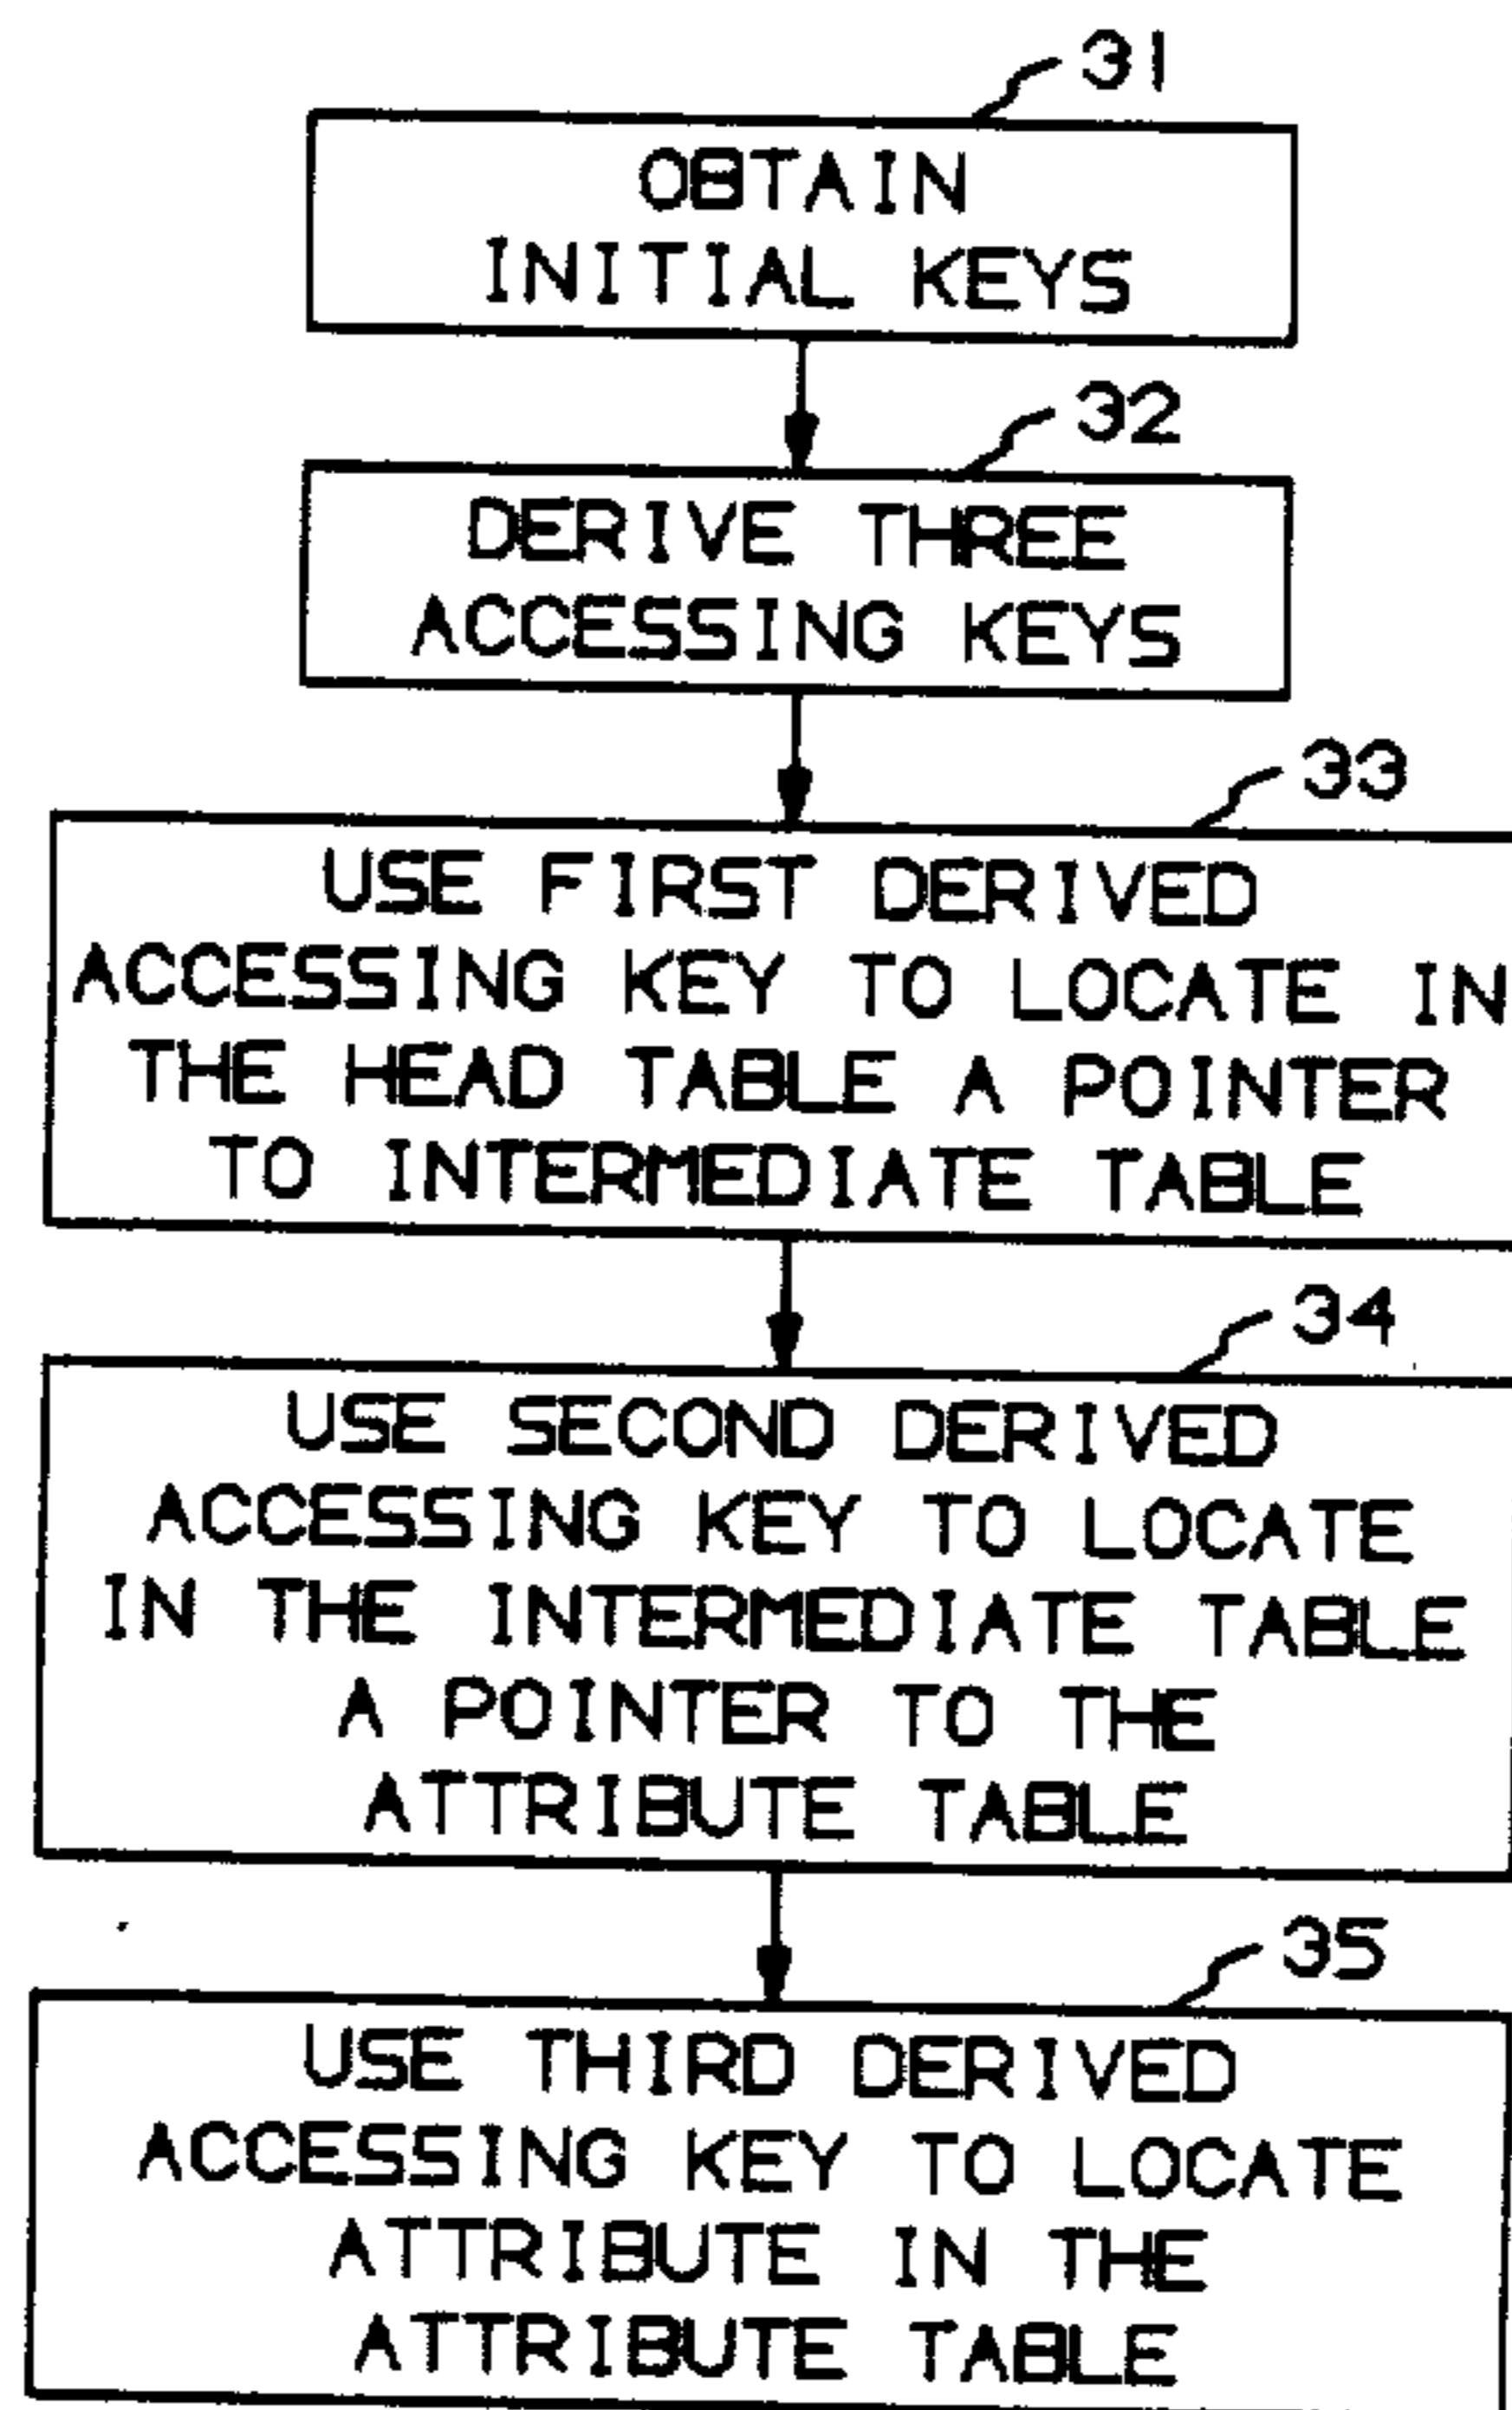 31
OBTAIN
INITIAL KEYS
32
DERIVE THREE
ACCESSING KEYS
33
USE FIRST DERIVED
ACCESSING KEY TO LOCATE IN
THE HEAD TABLE A POINTER
TO INTERMEDIATE TABLE
34
USE SECOND DERIVED
ACCESSING KEY TO LOCATE
IN THE INTERMEDIATE TABLE
A POINTER TO THE
ATTRIBUTE TABLE
35
USE THIRD DERIVED
ACCESSING KEY TO LOCATE
ATTRIBUTE IN THE
ATTRIBUTE TABLE